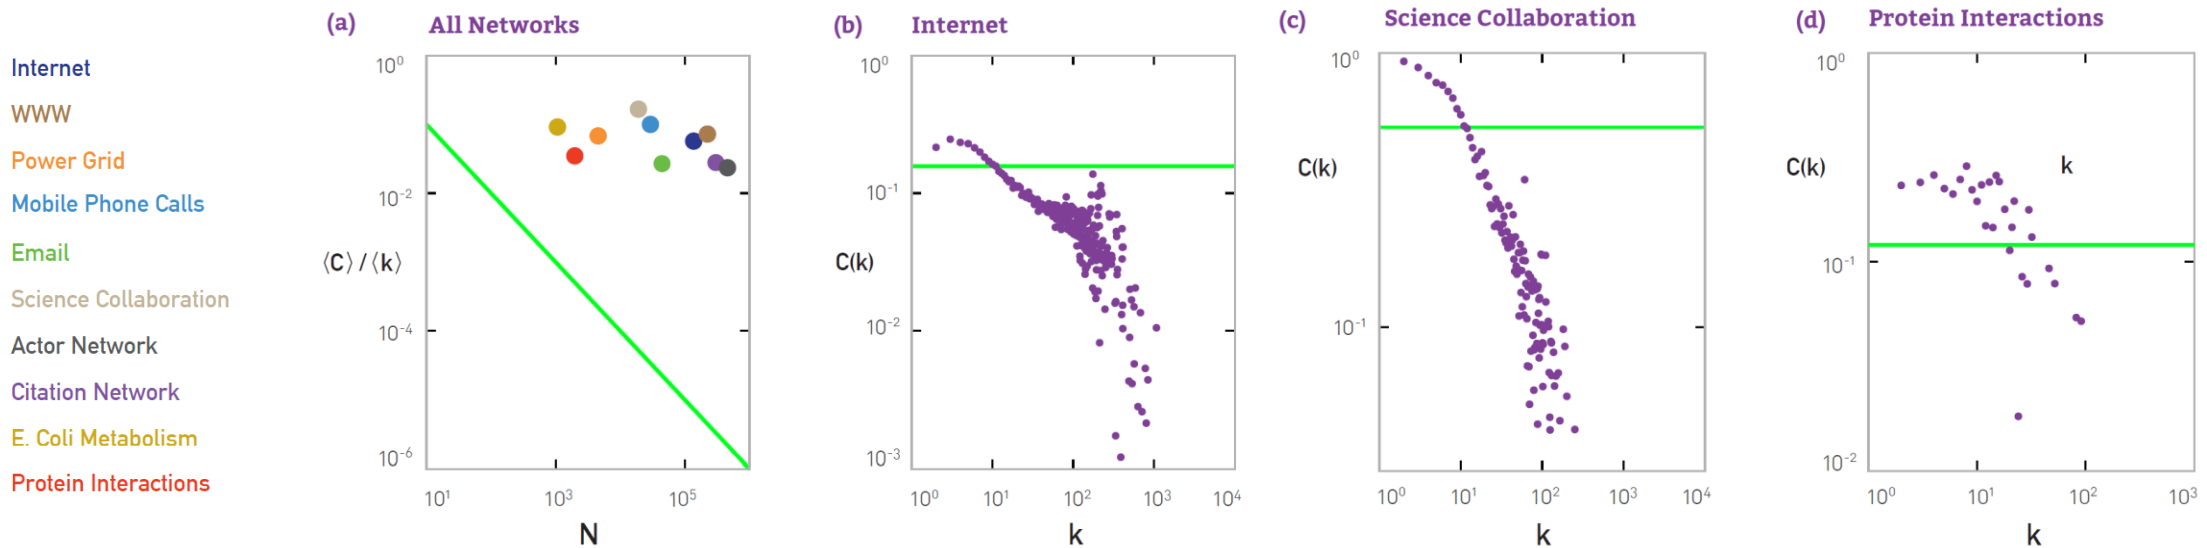 Internet
WWW
Power Grid
Mobile Phone Calls
Email
Science Collaboration
Actor Network
Citation Network
E. Coli Metabolism
Protein Interactions
(a) All Networks
10⁰
10⁻²
⟨C⟩ / ⟨k⟩
10⁻⁴
10⁻⁶
10¹ 10³ 10⁵
N
(b) Internet
10⁰
10⁻¹
C(k)
10⁻²
10⁻³
10⁰ 10¹ 10² 10³ 10⁴
k
(c) Science Collaboration
10⁰
C(k)
10⁻¹
10⁰ 10¹ 10² 10³ 10⁴
k
(d) Protein Interactions
10⁰
C(k)
k
10⁻¹
10⁻²
10⁰ 10¹ 10² 10³
k